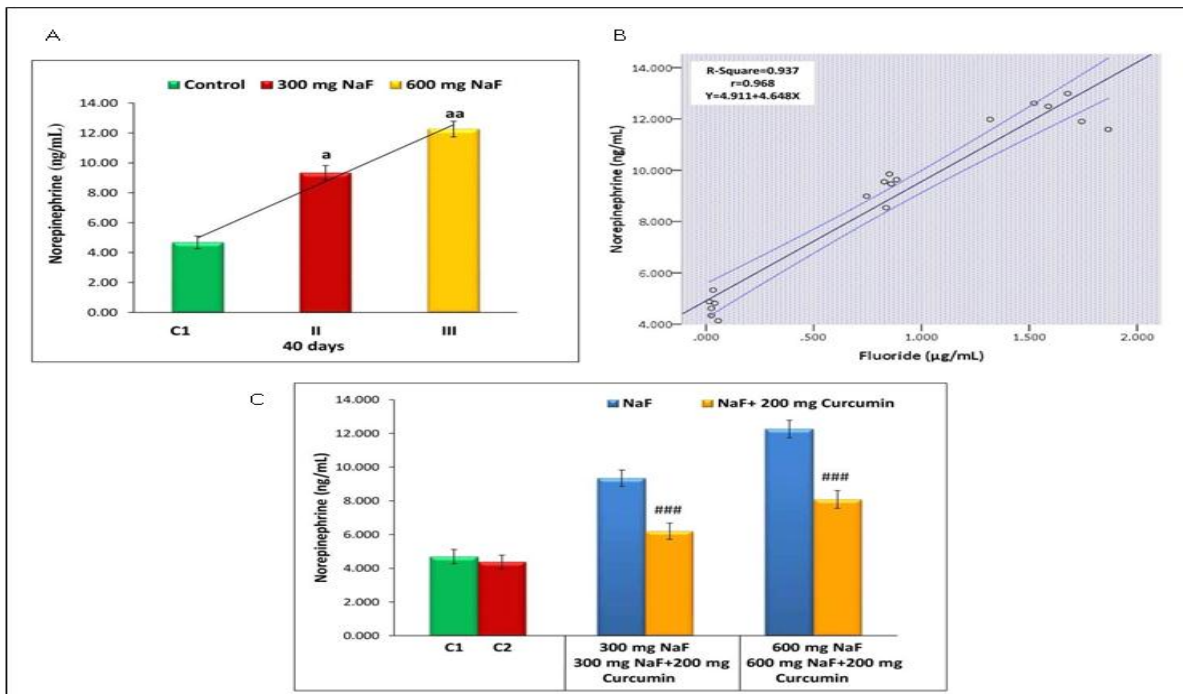 A
Control 300 mg NaF 600 mg NaF
Norepinephrine (ng/mL)
14.00
12.00
10.00
8.00
6.00
4.00
2.00
0.00
a
aa
C1 II III
40 days
B
R-Square=0.937
r=0.968
Y=4.911+4.648X
Norepinephrine (ng/mL)
14.000
12.000
10.000
8.000
6.000
4.000
.000 .500 1.000 1.500 2.000
Fluoride (µg/mL)
C
NaF NaF+ 200 mg Curcumin
Norepinephrine (ng/mL)
14.000
12.000
10.000
8.000
6.000
4.000
2.000
0.000
###
###
C1 C2
300 mg NaF
300 mg NaF+200 mg
Curcumin
600 mg NaF
600 mg NaF+200 mg
Curcumin